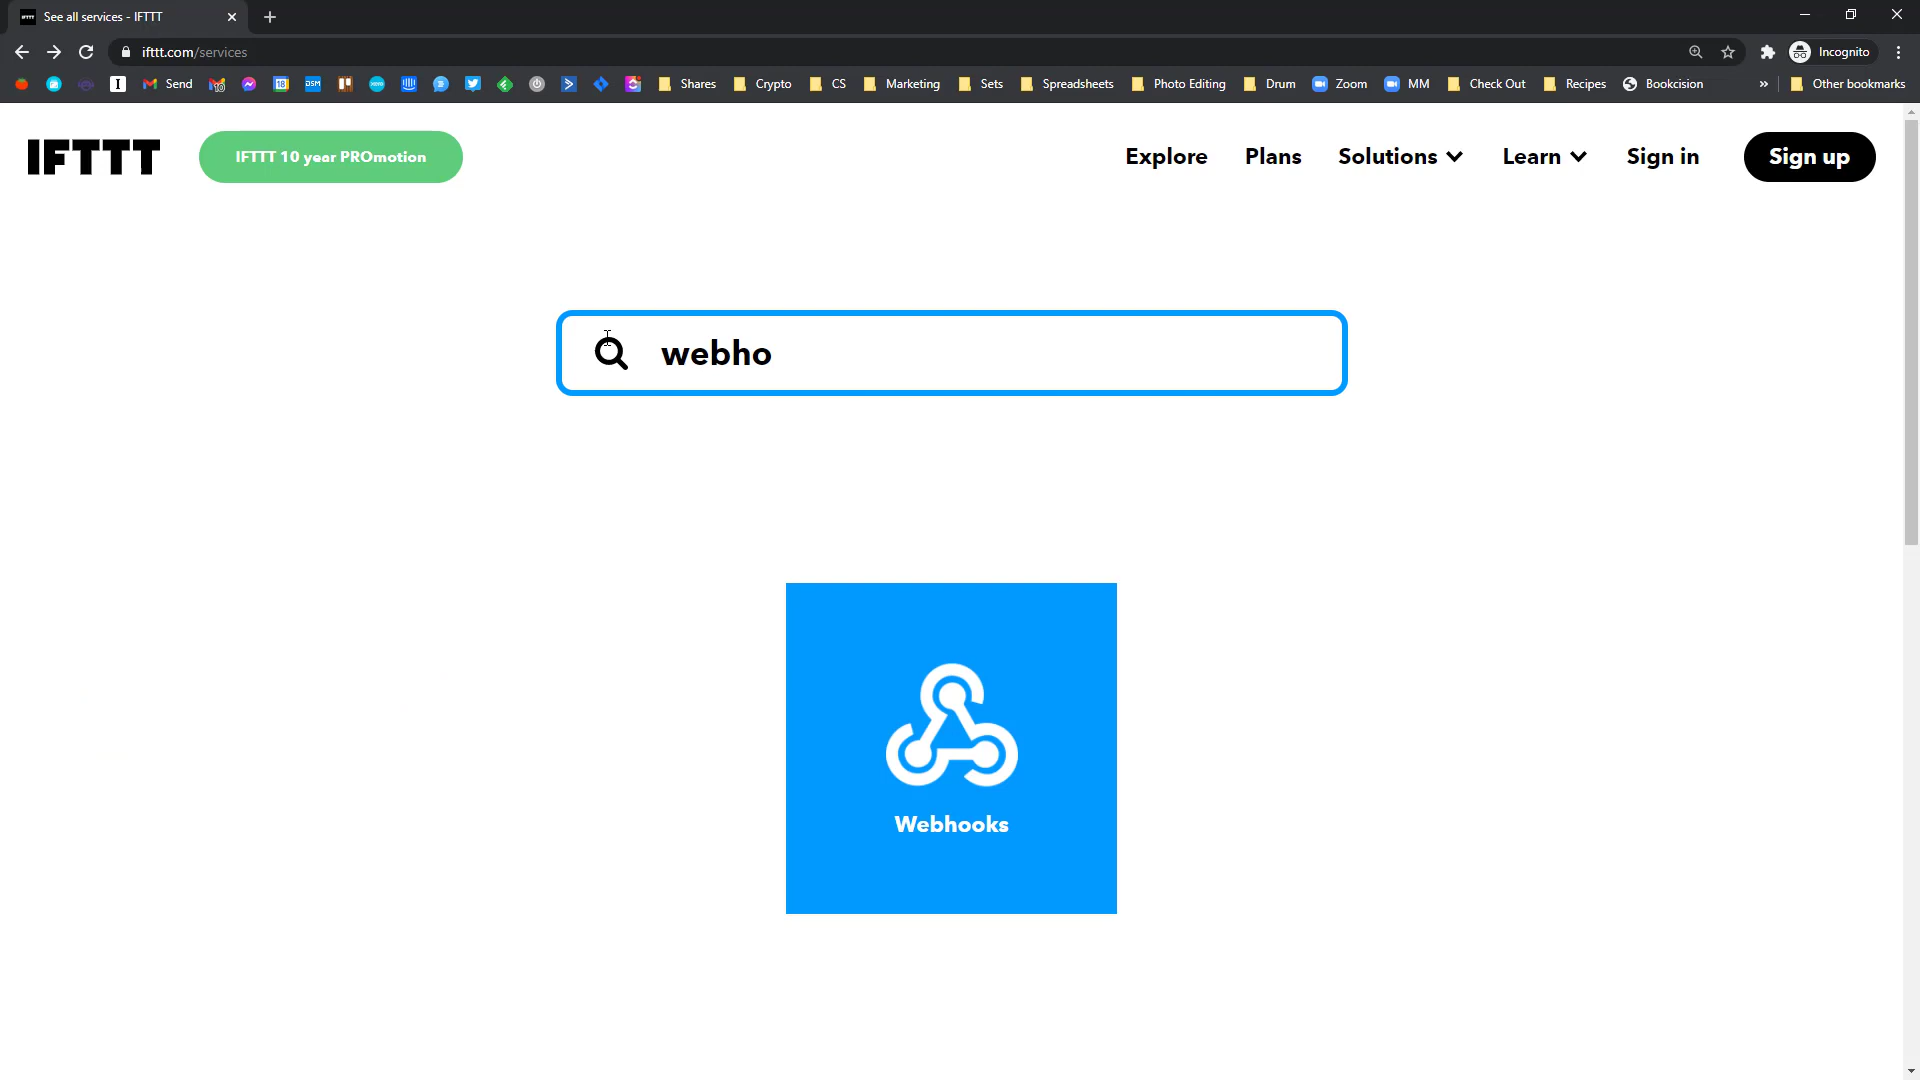 See all services - IFTTT
ifttt.com/services
Incognito
Send
Shares
Crypto
CS
Marketing
Sets
Spreadsheets
Photo Editing
Drum
Zoom
MM
Check Out
Recipes
Bookcision
»
Other bookmarks
IFTTT
IFTTT 10 year PROmotion
Explore
Plans
Solutions
Learn
Sign in
Sign up
webho
Webhooks